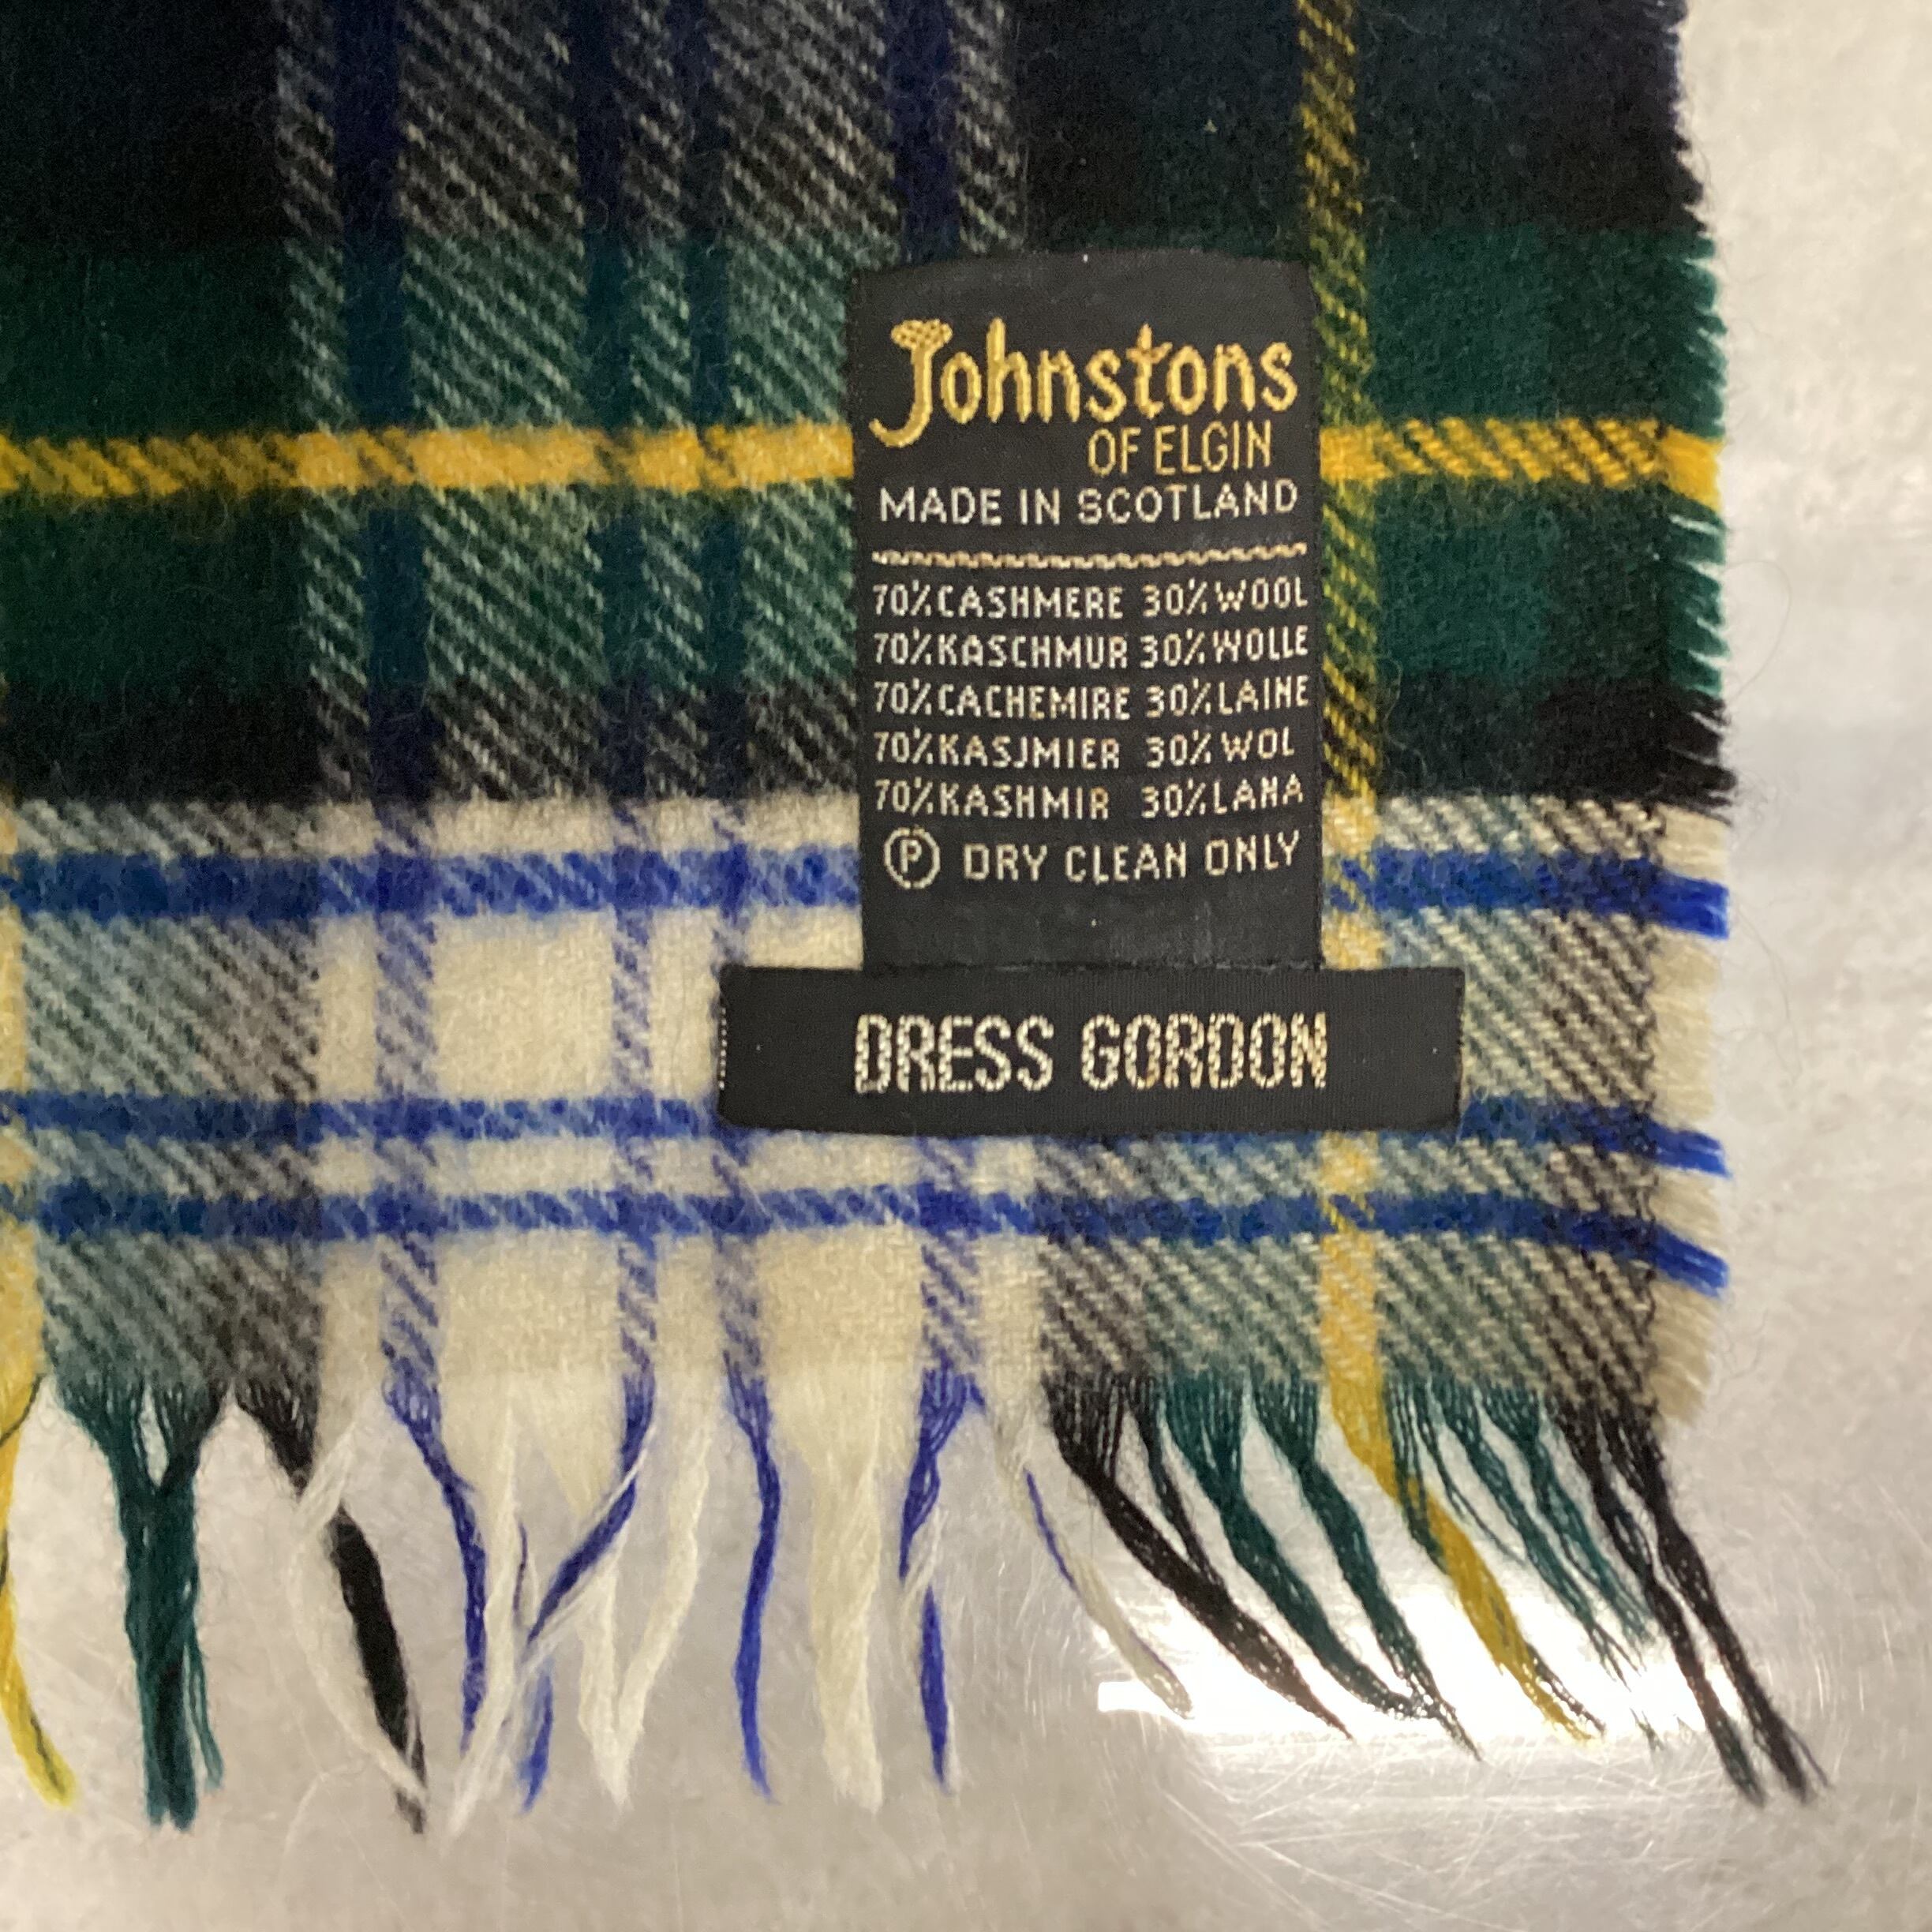 Johnstons
OF ELGIN
MADE IN SCOTLAND
70% CASHMERE 30% WOOL
70% KASCHMUR 30% WOLLE
70% CACHEMIRE 30% LAINE
70% KASJMIER 30% WOL
70% KASHMIR 30% LANA
Ⓟ DRY CLEAN ONLY
DRESS GORDON